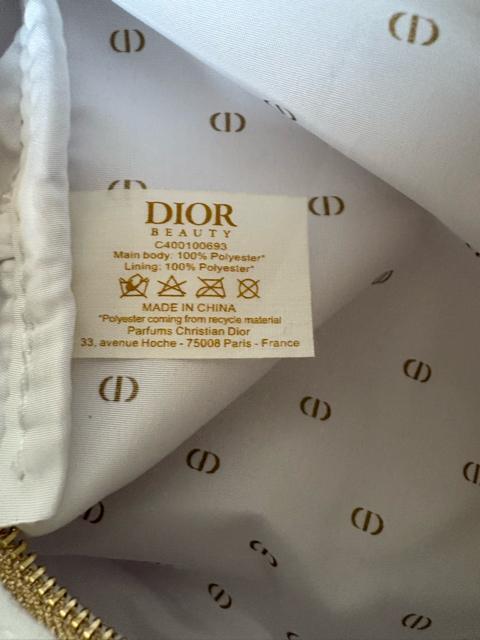 DIOR
BEAUTY
C400100693
Main body: 100% Polyester*
Lining: 100% Polyester*
MADE IN CHINA
*Polyester coming from recycle material
Parfums Christian Dior
33, avenue Hoche - 75008 Paris - France